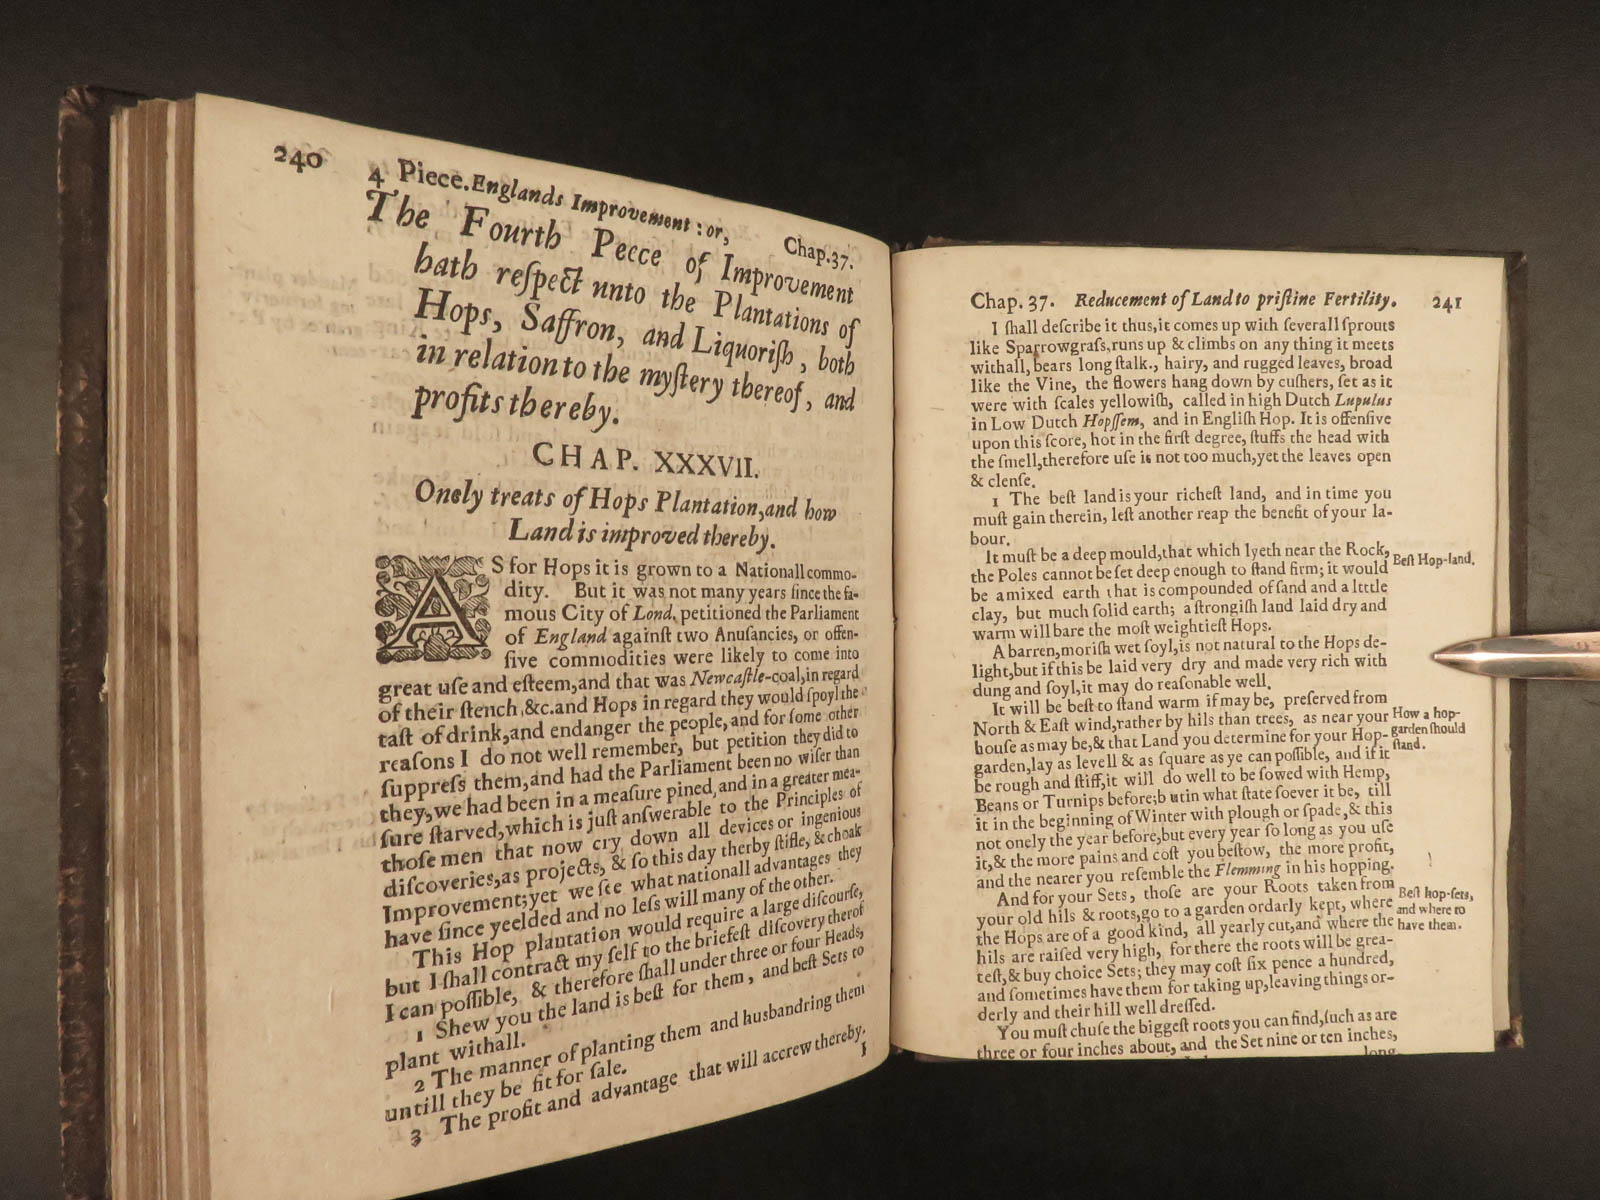 240
4 Piece. Englands Improvement : or, Chap.37.
The Fourth Peece of Improvement
hath reſpect unto the Plantations of
Hops, Saffron, and Liquoriſh , both
in relation to the myſtery thereof, and
profits thereby.
CHAP. XXXVII.
Onely treats of Hops Plantation,and how
Land is improved thereby.
AS for Hops it is grown to a Nationall commo-
dity. But it was not many years ſince the fa-
mous City of Lond. petitioned the Parliament
of England againſt two Anuſancies, or offen-
ſive commodities were likely to come into
great uſe and eſteem,and that was Newcaſtle-coal,in regard
of their ſtench ,&c.and Hops in regard they would ſpoyl the
taſt of drink,and endanger the people,and for ſome other
reaſons I do not well remember, but petition they did to
ſuppreſs them,and had the Parliament been no wiſer than
they,we had been in a meaſure pined,and in a greater mea-
ſure ſtarved,which is juſt anſwerable to the Principles of
thoſe men that now cry down all devices or ingenious
diſcoveries,as projects, & ſo this day therby ſtifle, & choak
Improvement;yet we ſee what nationall advantages they
have ſince yeelded and no leſs will many of the other.
This Hop plantation would require a large diſcourſe,
but I ſhall contract my ſelf to the briefeſt diſcovery therof
I can poſſible, & therefore ſhall under three or four Heads,
1 Shew you the land is beſt for them , and beſt Sets to
plant withall.
2 The manner of planting them and husbandring them
untill they be fit for ſale.
3 The profit and advantage that will accrew thereby.
I
Chap. 37. Reducement of Land to priſtine Fertility. 241
I ſhall deſcribe it thus,it comes up with ſeverall ſprouts
like Sparrowgraſs,runs up & climbs on any thing it meets
withall, bears long ſtalk., hairy, and rugged leaves, broad
like the Vine, the flowers hang down by cuſhers, ſet as it
were with ſcales yellowiſh, called in high Dutch Lupulus
in Low Dutch Hopſſem, and in Engliſh Hop. It is offenſive
upon this ſcore, hot in the firſt degree, ſtuffs the head with
the ſmell,therefore uſe is not too much,yet the leaves open
& clenſe.
1 The beſt land is your richeſt land, and in time you
muſt gain therein, leſt another reap the benefit of your la-
bour.
It muſt be a deep mould,that which lyeth near the Rock,
the Poles cannot be ſet deep enough to ſtand firm; it would
be a mixed earth that is compounded of ſand and a lttle
clay, but much ſolid earth; a ſtrongiſh land laid dry and
warm will bare the moſt weightieſt Hops.
Beſt Hop-land.
A barren,moriſh wet ſoyl,is not natural to the Hops de-
light,but if this be laid very dry and made very rich with
dung and ſoyl,it may do reaſonable well.
It will be beſt to ſtand warm if may be, preſerved from
North & Eaſt wind,rather by hils than trees, as near your
houſe as may be,& that Land you determine for your Hop-
garden,lay as levell & as ſquare as ye can poſſible, and if it
be rough and ſtiff,it will do well to be ſowed with Hemp,
Beans or Turnips before;b utin what ſtate ſoever it be, till
it in the beginning of Winter with plough or ſpade,& this
not onely the year before,but every year ſo long as you uſe
it,& the more pains and coſt you beſtow, the more profit,
and the nearer you reſemble the Flemming in his hopping.
How a hop-
garden ſhould
ſtand.
And for your Sets, thoſe are your Roots taken from
your old hils & roots,go to a garden ordarly kept, where
the Hops are of a good kind, all yearly cut,and where the
hils are raiſed very high, for there the roots will be grea-
teſt,& buy choice Sets; they may coſt ſix pence a hundred,
and ſometimes have them for taking up,leaving things or-
derly and their hill well dreſſed.
Beſt hop-ſets,
and where to
have them.
You muſt chuſe the biggeſt roots you can find,ſuch as are
three or four inches about, and the Set nine or ten inches,
long